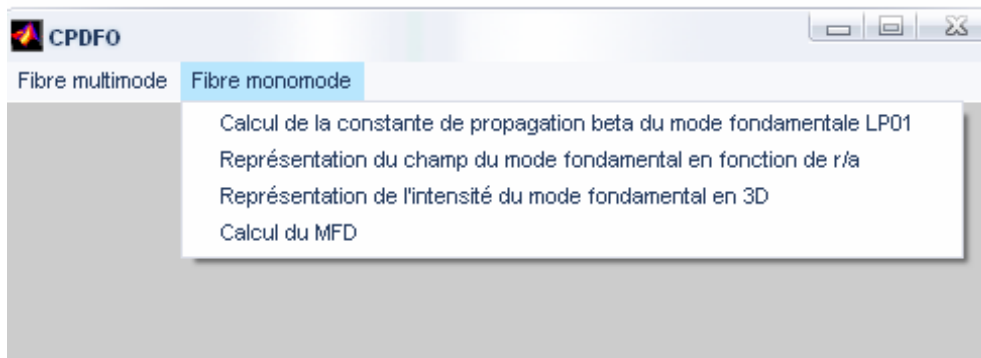 CPDFO
Fibre multimode Fibre monomode
Calcul de la constante de propagation beta du mode fondamentale LP01
Représentation du champ du mode fondamental en fonction de r/a
Représentation de l'intensité du mode fondamental en 3D
Calcul du MFD